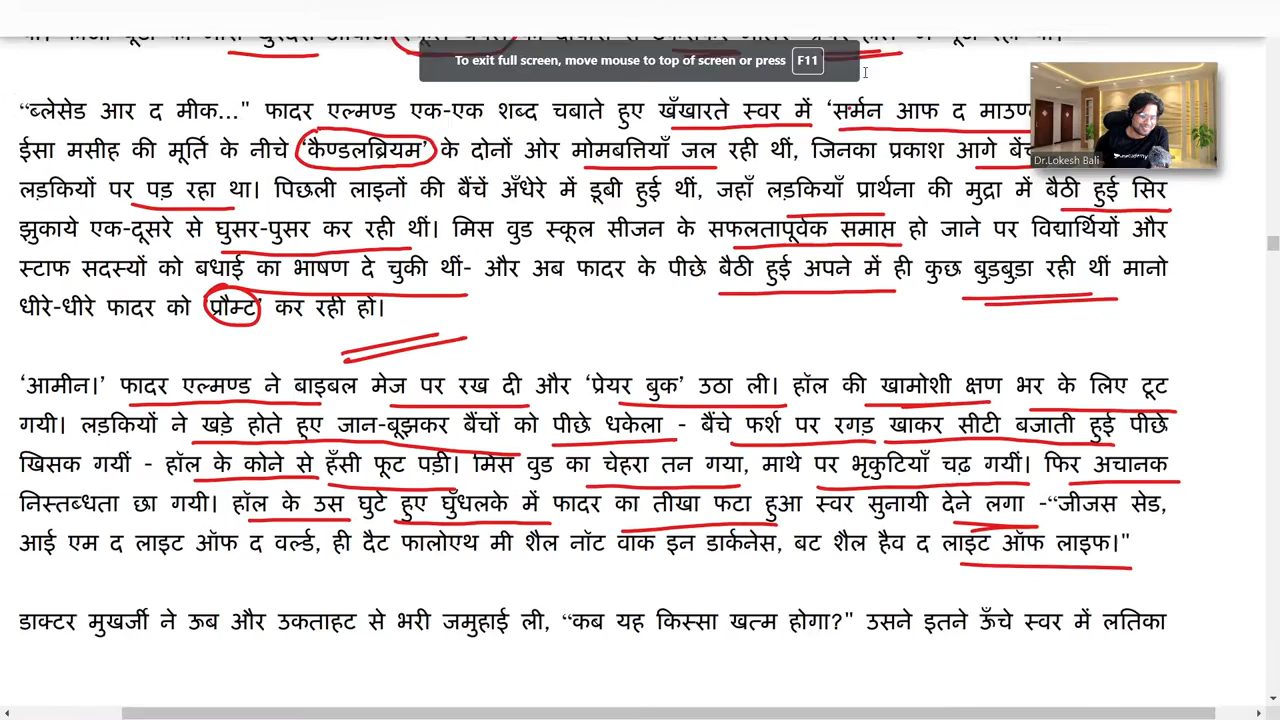 To exit full screen, move mouse to top of screen or press F11
“ब्लेसेड आर द मीक..." फादर एल्मण्ड एक-एक शब्द चबाते हुए खँखारते स्वर में ‘सर्मन आफ द माउण्
ईसा मसीह की मूर्ति के नीचे ‘कैण्डलब्रियम’ के दोनों ओर मोमबत्तियाँ जल रही थीं, जिनका प्रकाश आगे बें
Dr.Lokesh Bali
लड़कियों पर पड़ रहा था। पिछली लाइनों की बैंचें अँधेरे में डूबी हुई थीं, जहाँ लड़कियाँ प्रार्थना की मुद्रा में बैठी हुई सिर
झुकाये एक-दूसरे से घुसर-पुसर कर रही थीं। मिस वुड स्कूल सीजन के सफलतापूर्वक समाप्त हो जाने पर विद्यार्थियों और
स्टाफ सदस्यों को बधाई का भाषण दे चुकी थीं- और अब फादर के पीछे बैठी हुई अपने में ही कुछ बुड़बुड़ा रही थीं मानो
धीरे-धीरे फादर को ‘प्रौम्ट’ कर रही हों।
‘आमीन।’ फादर एल्मण्ड ने बाइबल मेज पर रख दी और ‘प्रेयर बुक’ उठा ली। हॉल की खामोशी क्षण भर के लिए टूट
गयी। लड़कियों ने खड़े होते हूए जान-बूझकर बैंचों को पीछे धकेला - बैंचे फर्श पर रगड़ खाकर सीटी बजाती हुई पीछे
खिसक गयीं - हॉल के कोने से हँसी फूट पड़ी। मिस वुड का चेहरा तन गया, माथे पर भृकुटियाँ चढ़ गयीं। फिर अचानक
निस्तब्धता छा गयी। हॉल के उस घुटे हुए घुँधलके में फादर का तीखा फटा हुआ स्वर सुनायी देने लगा -“जीजस सेड,
आई एम द लाइट ऑफ द वर्ल्ड, ही दैट फालोएथ मी शैल नॉट वाक इन डार्कनेस, बट शैल हैव द लाइट ऑफ लाइफ।"
डाक्टर मुखर्जी ने ऊब और उकताहट से भरी जमुहाई ली, “कब यह किस्सा खत्म होगा?" उसने इतने ऊँचे स्वर में लतिका